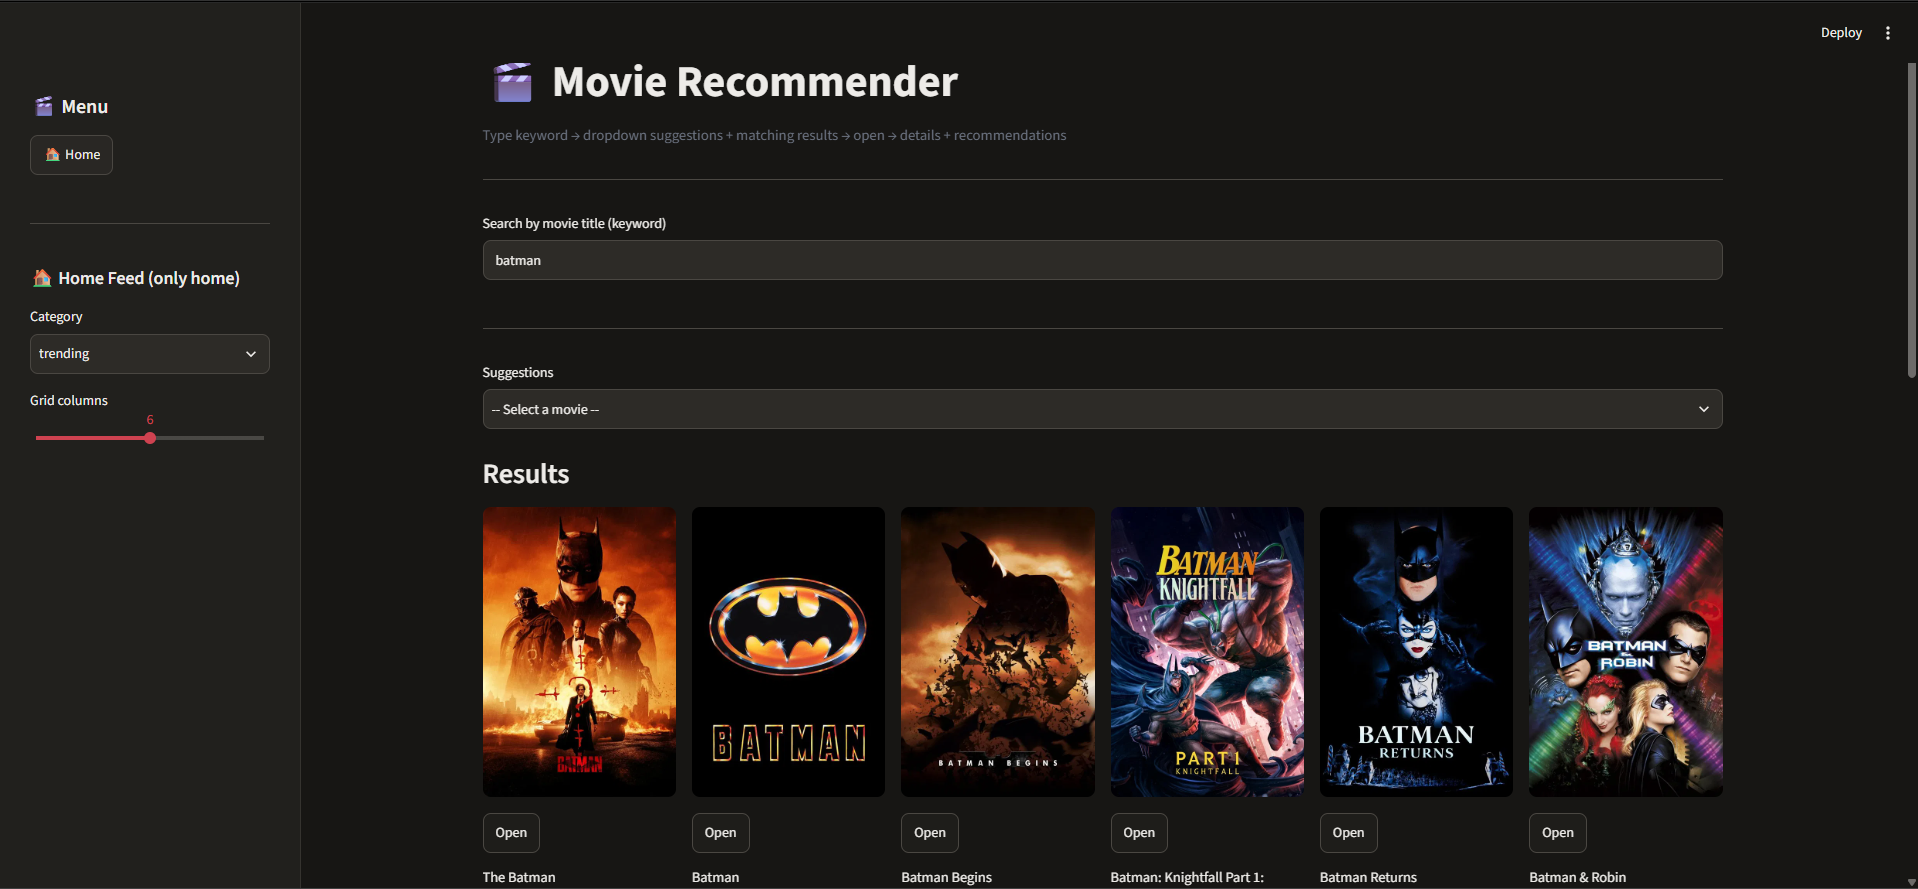 Deploy
Menu
Home
Home Feed (only home)
Category
trending
Grid columns
6
Movie Recommender
Type keyword → dropdown suggestions + matching results → open → details + recommendations
Search by movie title (keyword)
batman
Suggestions
-- Select a movie --
Results
BATMAN
BATMAN
BATMAN BEGINS
BATMAN
KNIGHTFALL
PART 1
KNIGHTFALL
BATMAN
RETURNS
BATMAN
&
ROBIN
Open
Open
Open
Open
Open
Open
The Batman
Batman
Batman Begins
Batman: Knightfall Part 1:
Batman Returns
Batman & Robin